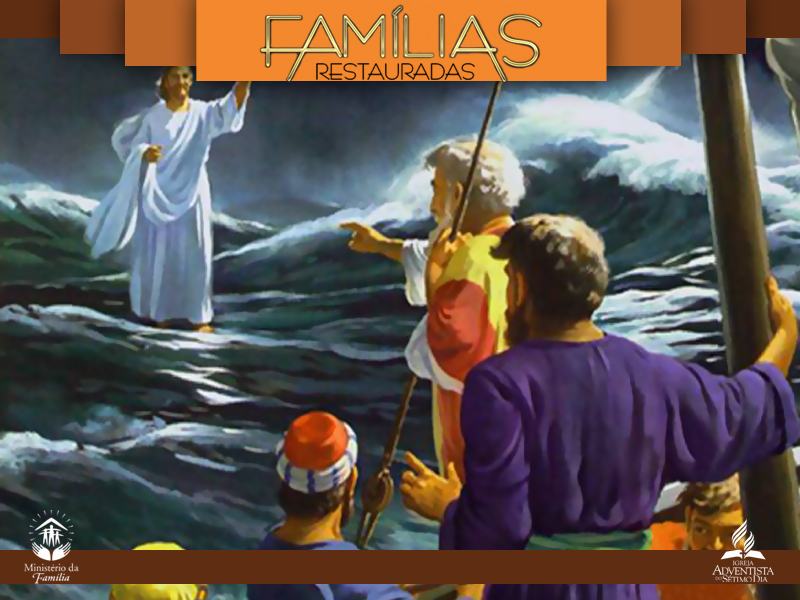 FAMÍLIAS
RESTAURADAS
Ministério da
Família
IGREJA
ADVENTISTA
DO SÉTIMO DIA